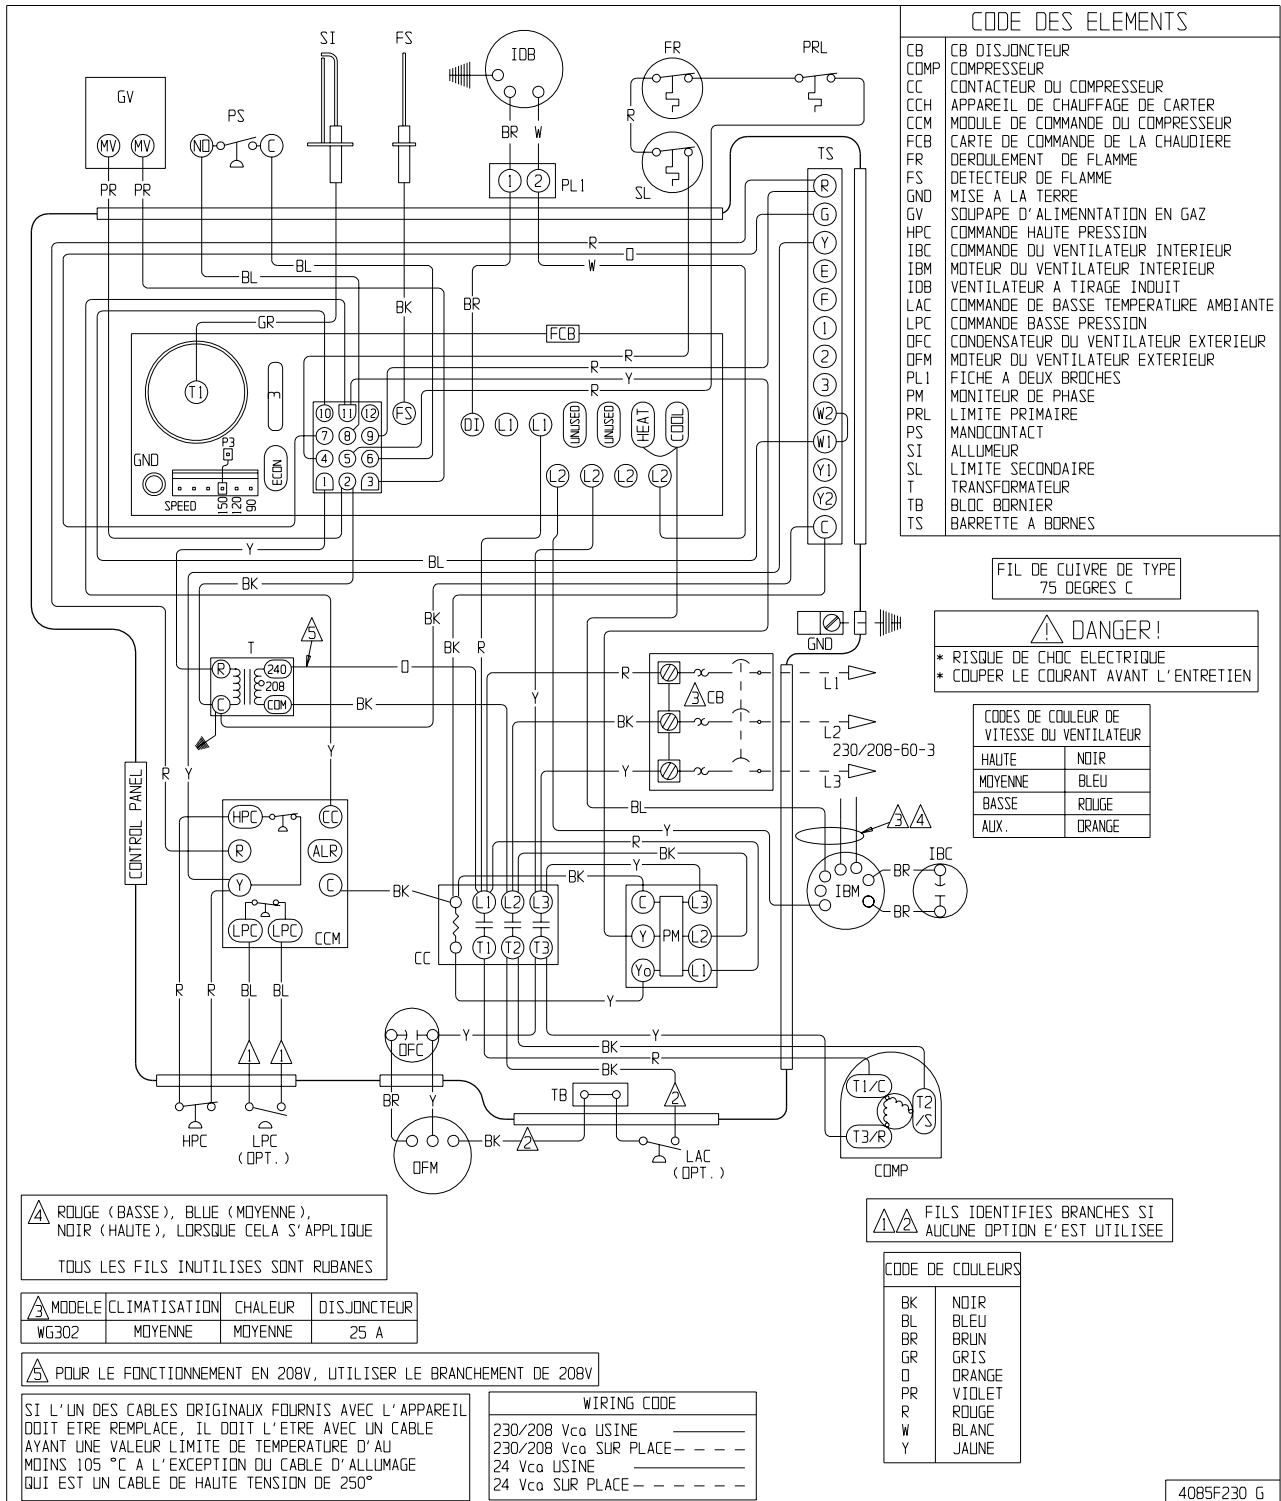 CODE DES ELEMENTS
CB CB DISJONCTEUR
COMP COMPRESSEUR
CC CONTACTEUR DU COMPRESSEUR
CCH APPAREIL DE CHAUFFAGE DE CARTER
CCM MODULE DE COMMANDE DU COMPRESSEUR
FCB CARTE DE COMMANDE DE LA CHAUDIERE
FR DEROULEMENT DE FLAMME
FS DETECTEUR DE FLAMME
GND MISE A LA TERRE
GV SOUPAPE D'ALIMENNTATION EN GAZ
HPC COMMANDE HAUTE PRESSION
IBC COMMANDE DU VENTILATEUR INTERIEUR
IBM MOTEUR DU VENTILATEUR INTERIEUR
IDB VENTILATEUR A TIRAGE INDUIT
LAC COMMANDE DE BASSE TEMPERATURE AMBIANTE
LPC COMMANDE BASSE PRESSION
OFC CONDENSATEUR DU VENTILATEUR EXTERIEUR
OFM MOTEUR DU VENTILATEUR EXTERIEUR
PL1 FICHE A DEUX BROCHES
PM MONITEUR DE PHASE
PRL LIMITE PRIMAIRE
PS MANOCONTACT
SI ALLUMEUR
SL LIMITE SECONDAIRE
T TRANSFORMATEUR
TB BLOC BORNIER
TS BARRETTE A BORNES
FIL DE CUIVRE DE TYPE
75 DEGRES C
! DANGER!
* RISQUE DE CHOC ELECTRIQUE
* COUPER LE COURANT AVANT L'ENTRETIEN
CODES DE COULEUR DE
VITESSE DU VENTILATEUR
HAUTE NOIR
MOYENNE BLEU
BASSE ROUGE
AUX. ORANGE
SI FS IDB FR PRL
GV PS
MV MV NO C
BR W R
TS
PR PR
1 2 PL1 SL
R
G
Y
E
F
1
2
3
W2
W1
Y1
Y2
C
R
O
BL BL W
BK BR
GR
FCB
R
Y
R R
T1 3
10 11 12 FS
7 8 9
4 5 6
1 2 3
DI L1 L1 UNUSED UNUSED HEAT COOL
L2 L2 L2 L2
P3
GND ECON
SPEED 150 120 90
Y
BL
BK
BK BK R
T 5
R 240
208
C COM
O
BK
Y
Y
GND
R L1
3 CB
BK L2
230/208-60-3
Y L3
CONTROL PANEL
R Y
HPC CC
R ALR
Y C
LPC LPC
CCM
BL
Y
R
BK
Y
BK
BK
3 4
IBC
BR
IBM
BR
L1 L2 L3
T1 T2 T3
CC
C L3
Y PM L2
Yo L1
Y
R R BL BL
1 1
OFC
Y Y
BK
R
BK
TB 2
BR Y
BK 2
HPC LPC
(OPT.)
OFM
LAC
(OPT.)
T1/C
T2/S
T3/R
COMP
4 ROUGE (BASSE), BLUE (MOYENNE),
NOIR (HAUTE), LORSQUE CELA S'APPLIQUE
TOUS LES FILS INUTILISES SONT RUBANES
1 2 FILS IDENTIFIES BRANCHES SI
AUCUNE OPTION E'EST UTILISEE
3 MODELE CLIMATISATION CHALEUR DISJONCTEUR
WG302 MOYENNE MOYENNE 25 A
5 POUR LE FONCTIONNEMENT EN 208V, UTILISER LE BRANCHEMENT DE 208V
SI L'UN DES CABLES ORIGINAUX FOURNIS AVEC L'APPAREIL
DOIT ETRE REMPLACE, IL DOIT L'ETRE AVEC UN CABLE
AYANT UNE VALEUR LIMITE DE TEMPERATURE D'AU
MOINS 105 °C A L'EXCEPTION DU CABLE D'ALLUMAGE
QUI EST UN CABLE DE HAUTE TENSION DE 250°
WIRING CODE
230/208 Vca USINE
230/208 Vca SUR PLACE
24 Vca USINE
24 Vca SUR PLACE
CODE DE COULEURS
BK NOIR
BL BLEU
BR BRUN
GR GRIS
O ORANGE
PR VIOLET
R ROUGE
W BLANC
Y JAUNE
4085F230 G